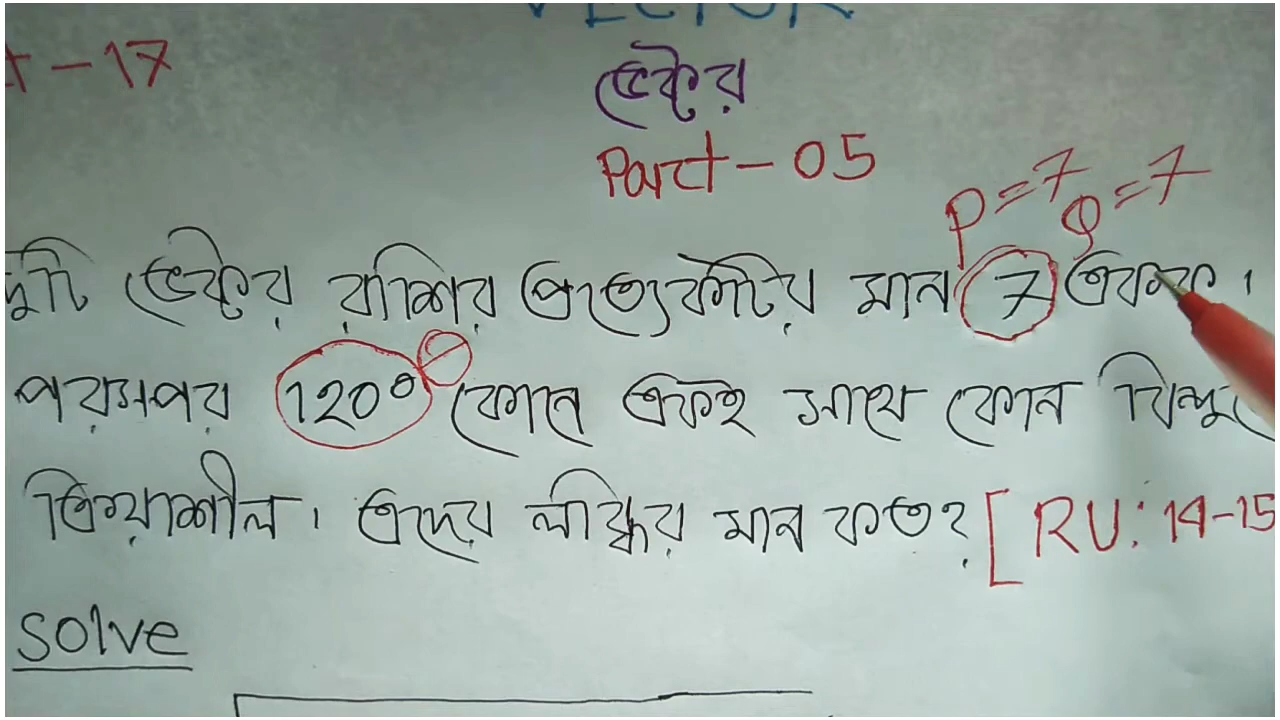 VECTOR
- 17
ভেক্টর
Part - 05
P = 7 Q = 7
দুটি ভেক্টর রাশির প্রত্যেকটির মান 7 একক।
পরস্পর 120° কোনে একই সাথে কোন বিন্দুতে
ক্রিয়াশীল। এদের লব্ধির মান কত? [RU: 14-15
Solve